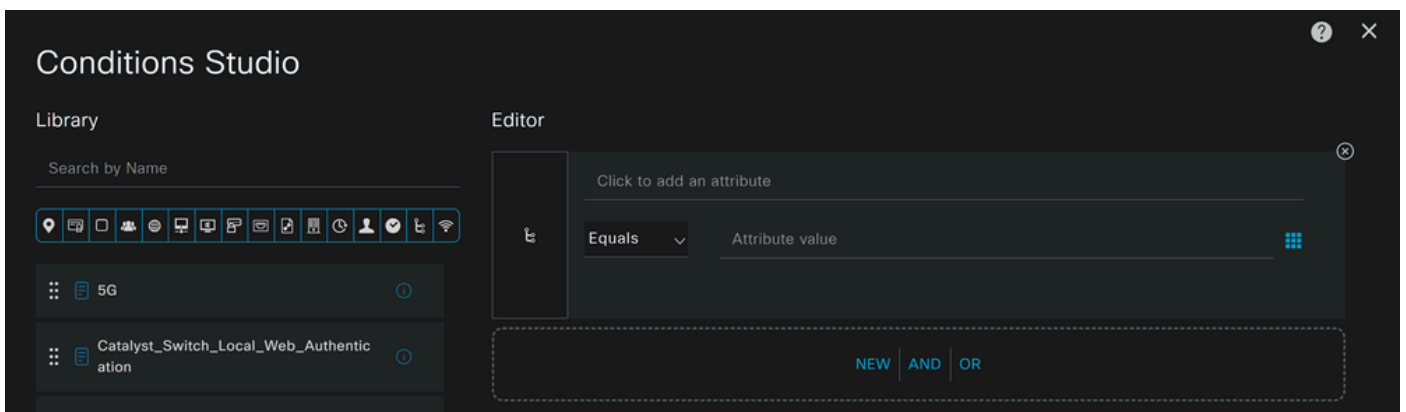 Conditions Studio
Library
Search by Name
5G
Catalyst_Switch_Local_Web_Authentic
ation
Editor
Click to add an attribute
Equals
Attribute value
NEW AND OR